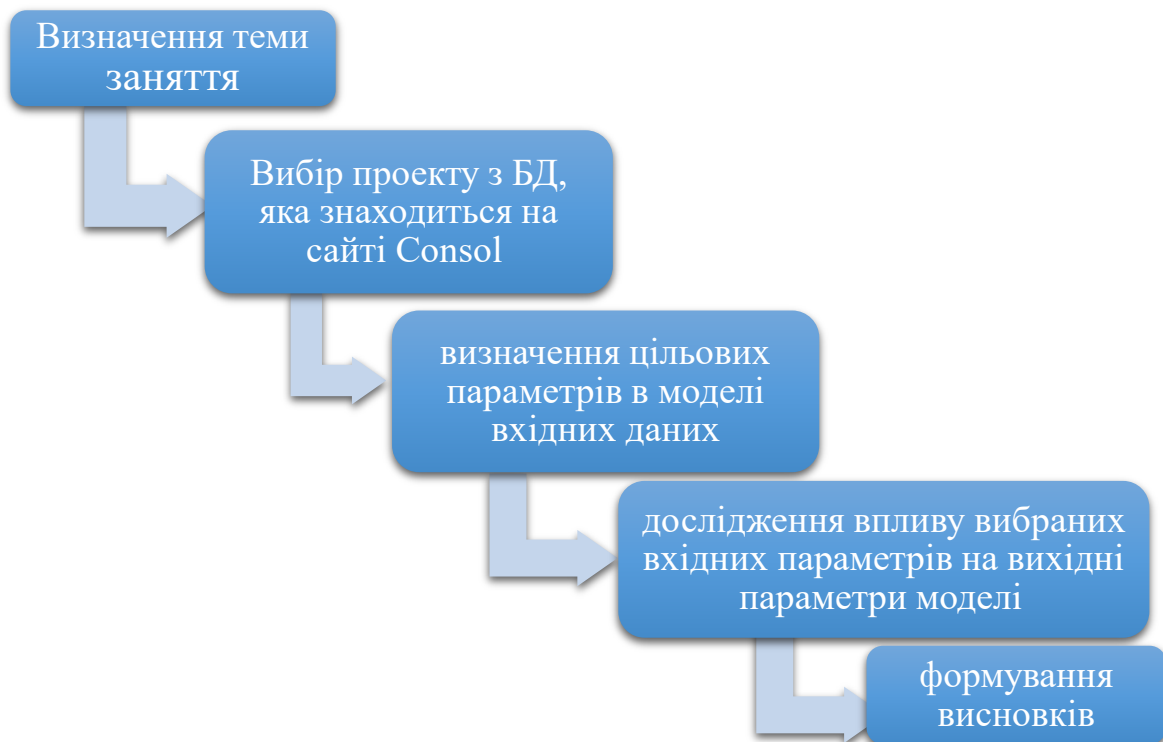 Визначення теми
заняття
Вибір проекту з БД,
яка знаходиться на
сайті Consol
визначення цільових
параметрів в моделі
вхідних даних
дослідження впливу вибраних
вхідних параметрів на вихідні
параметри моделі
формування
висновків